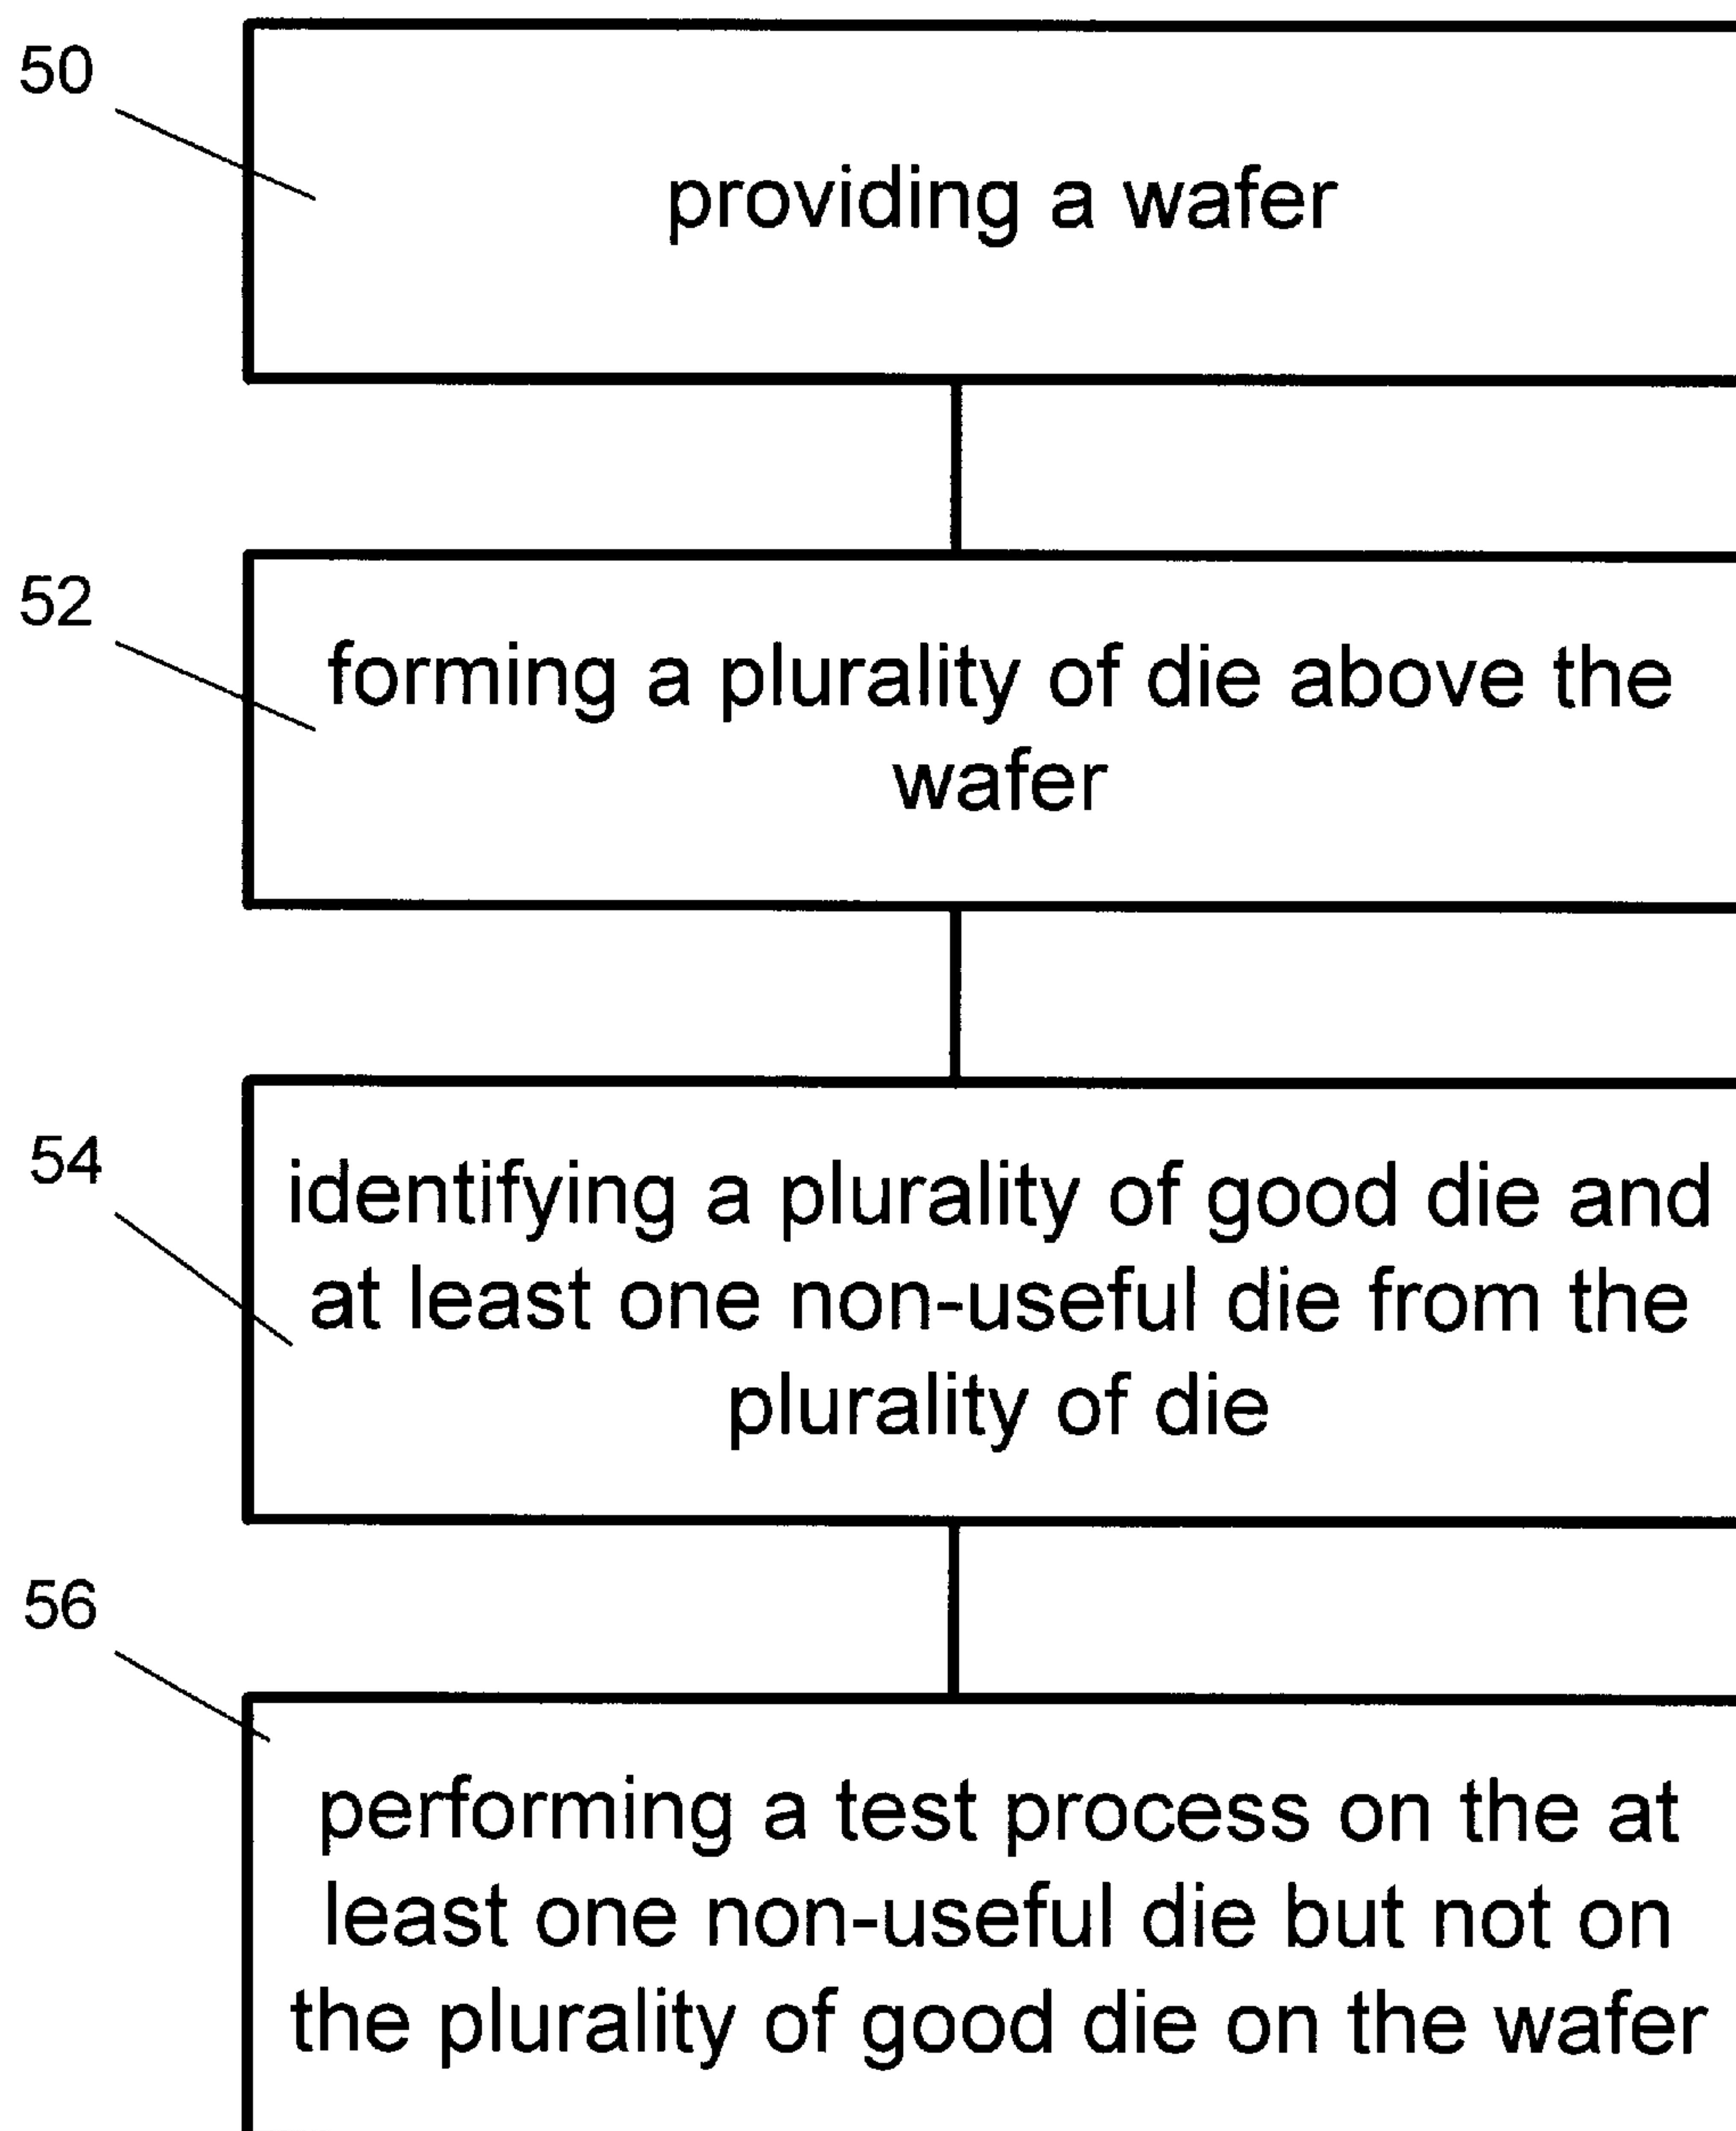 50
providing a wafer
52
forming a plurality of die above the
wafer
54
identifying a plurality of good die and
at least one non-useful die from the
plurality of die
56
performing a test process on the at
least one non-useful die but not on
the plurality of good die on the wafer